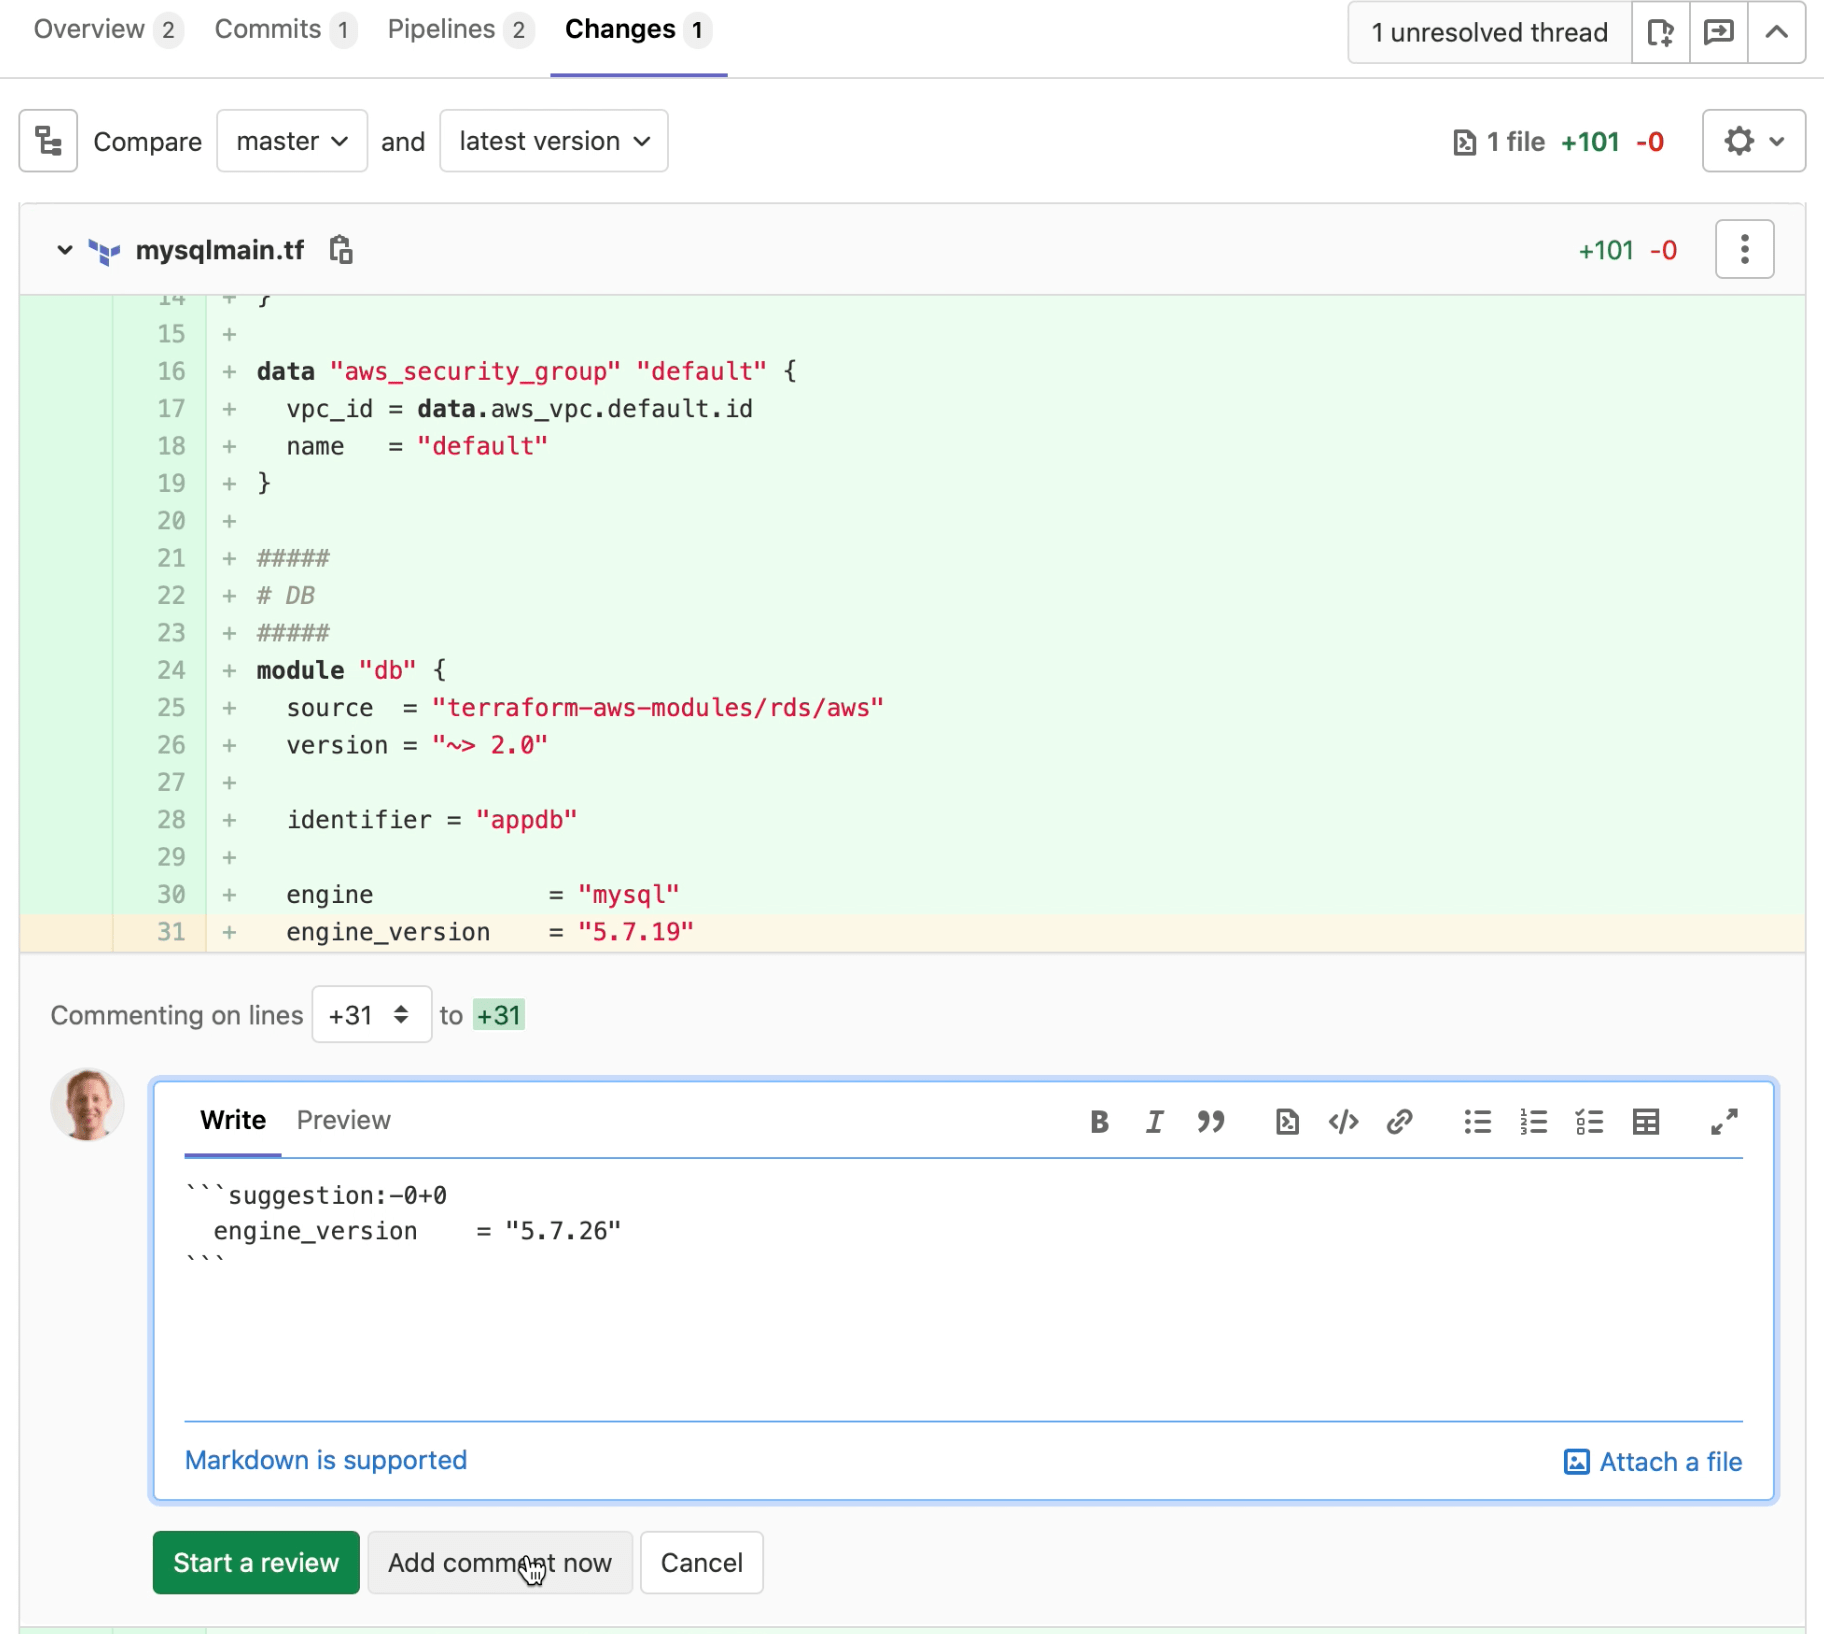 Overview 2 Commits 1 Pipelines 2 Changes 1 1 unresolved thread
Compare master and latest version 1 file +101 -0
mysqlmain.tf +101 -0
14 + }
15 +
16 + data "aws_security_group" "default" {
17 +   vpc_id = data.aws_vpc.default.id
18 +   name   = "default"
19 + }
20 +
21 + #####
22 + # DB
23 + #####
24 + module "db" {
25 +   source  = "terraform-aws-modules/rds/aws"
26 +   version = "~> 2.0"
27 +
28 +   identifier = "appdb"
29 +
30 +   engine            = "mysql"
31 +   engine_version    = "5.7.19"
Commenting on lines +31 to +31
Write Preview
```suggestion:-0+0
  engine_version    = "5.7.26"
```
Markdown is supported Attach a file
Start a review Add comment now Cancel